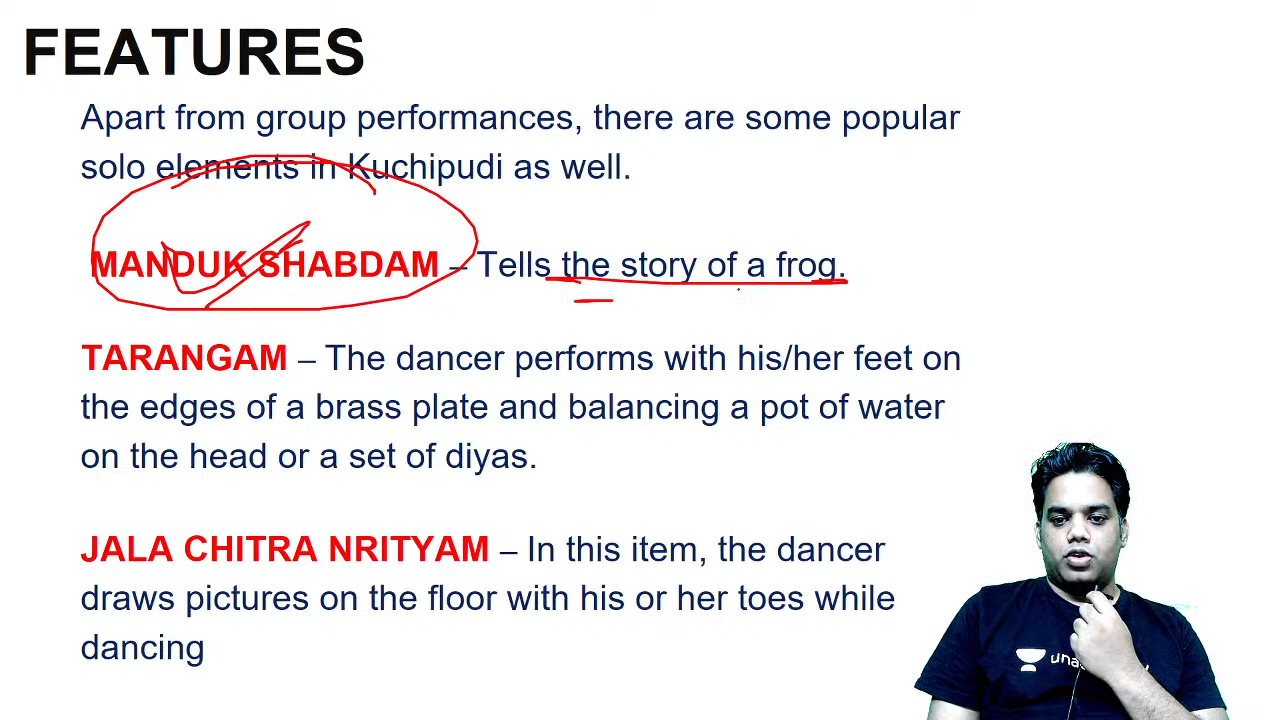 FEATURES
Apart from group performances, there are some popular
solo elements in Kuchipudi as well.
MANDUK SHABDAM – Tells the story of a frog.
TARANGAM – The dancer performs with his/her feet on
the edges of a brass plate and balancing a pot of water
on the head or a set of diyas.
JALA CHITRA NRITYAM – In this item, the dancer
draws pictures on the floor with his or her toes while
dancing